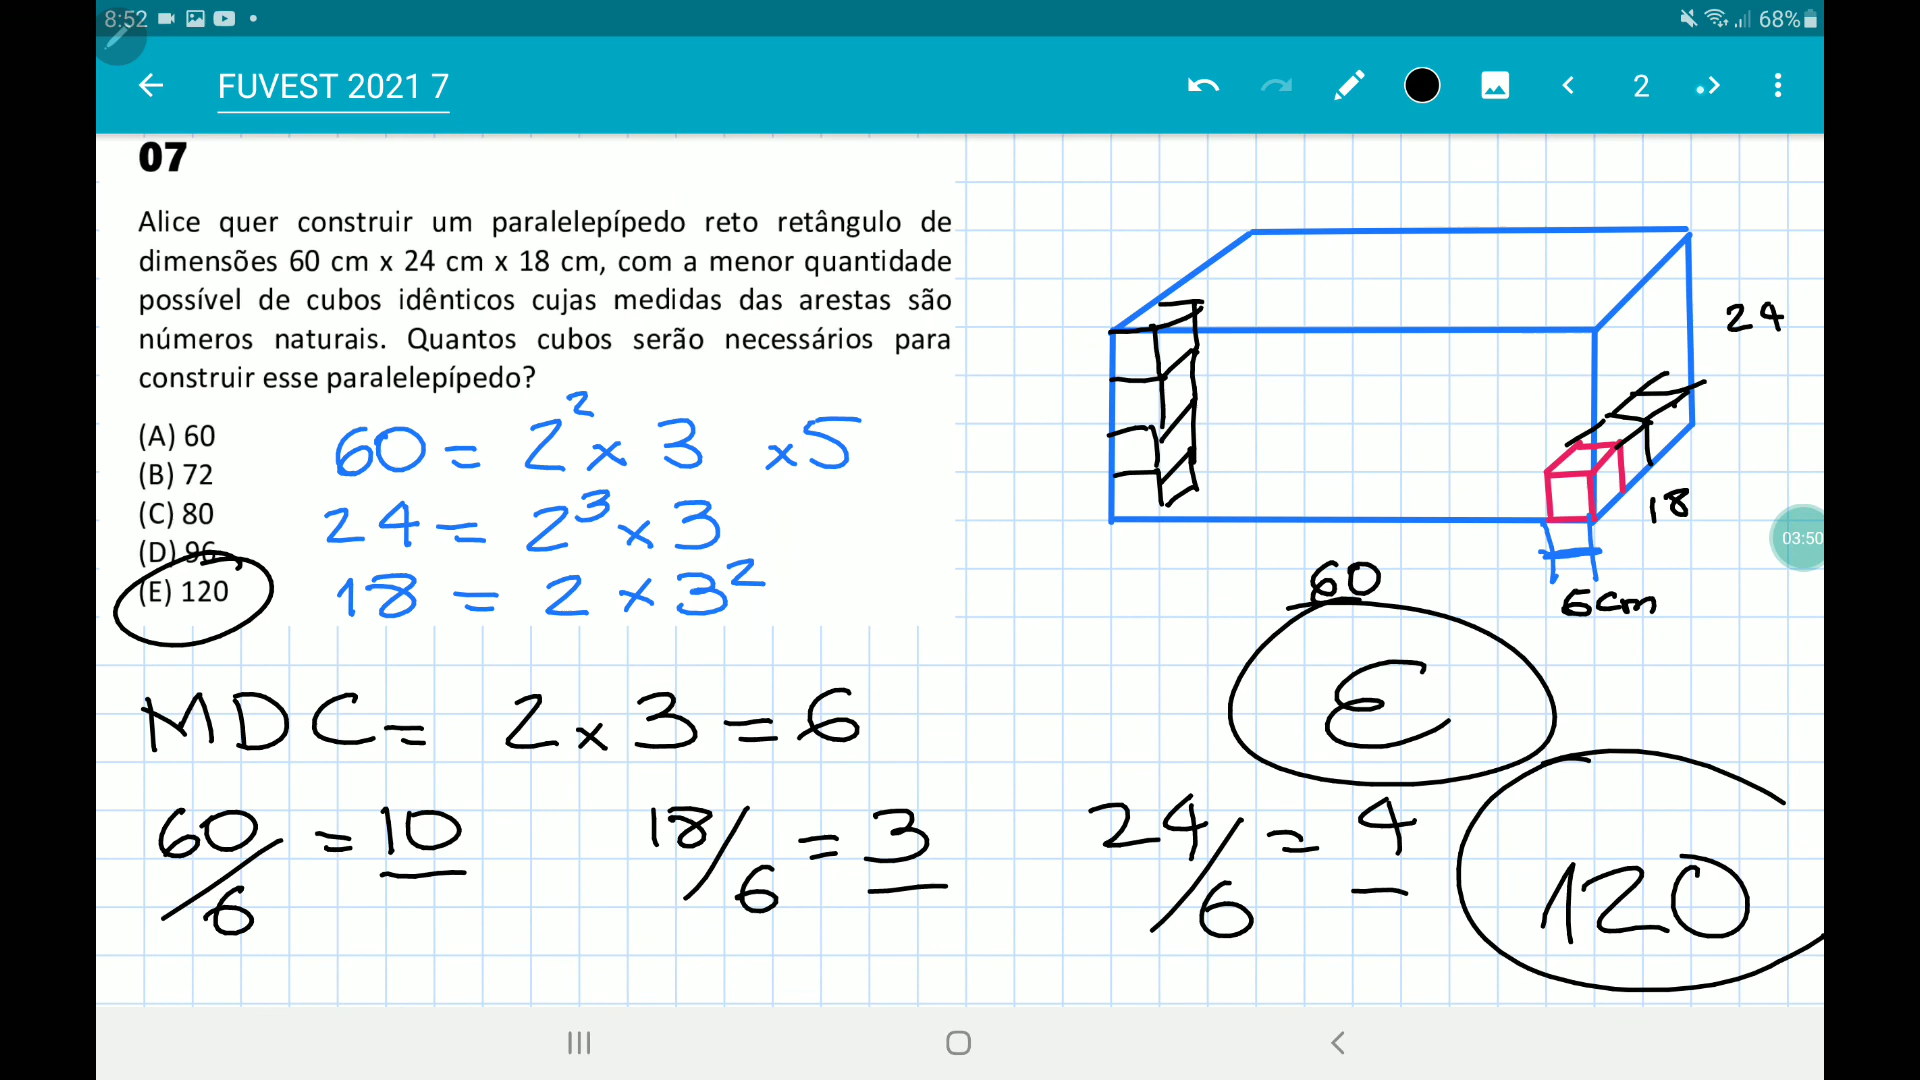 8:52
68%
FUVEST 2021 7
2
07
Alice quer construir um paralelepípedo reto retângulo de
dimensões 60 cm x 24 cm x 18 cm, com a menor quantidade
possível de cubos idênticos cujas medidas das arestas são
números naturais. Quantos cubos serão necessários para
construir esse paralelepípedo?
(A) 60
(B) 72
(C) 80
(D) 96
(E) 120
60 = 2² x 3 x5
24 = 2³ x 3
18 = 2 x 3²
24
18
03:50
60
6cm
E
MDC = 2 x 3 = 6
60/6 = 10
18/6 = 3
24/6 = 4
120